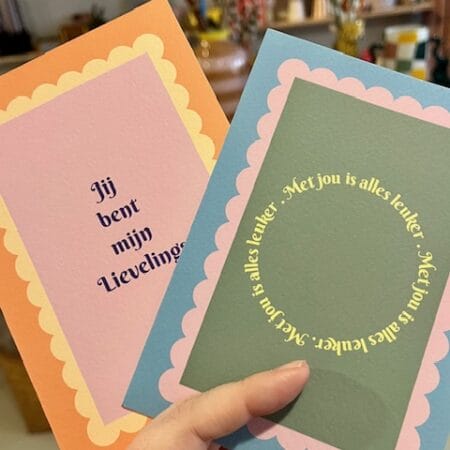 Jij
bent
mijn
Lievelings
Met jou is alles leuker . Met jou is alles leuker . Met jou is alles leuker .